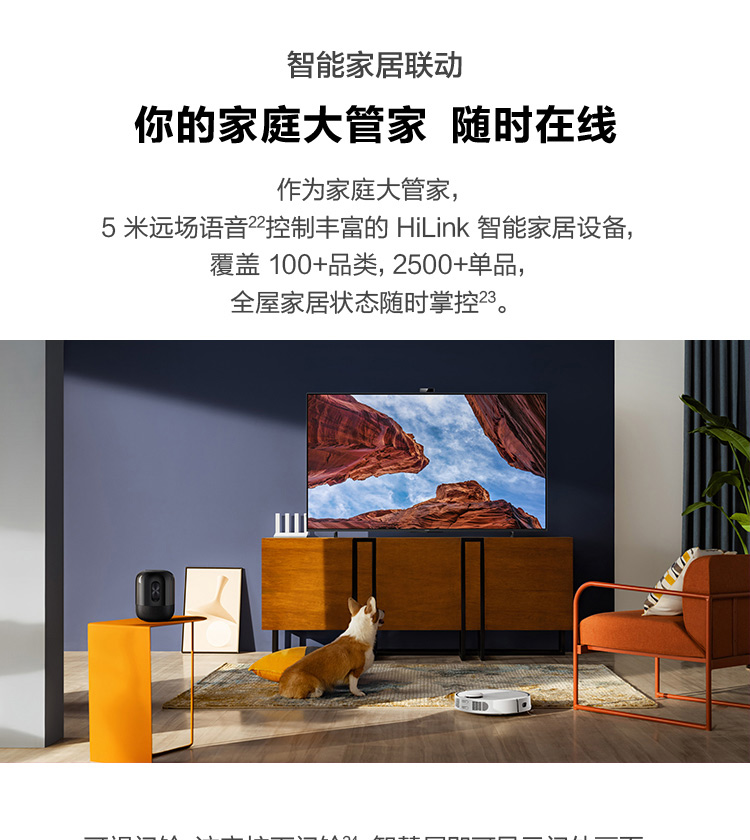 智能家居联动
你的家庭大管家 随时在线
作为家庭大管家，
5 米远场语音22控制丰富的 HiLink 智能家居设备，
覆盖 100+品类，2500+单品，
全屋家居状态随时掌控23。